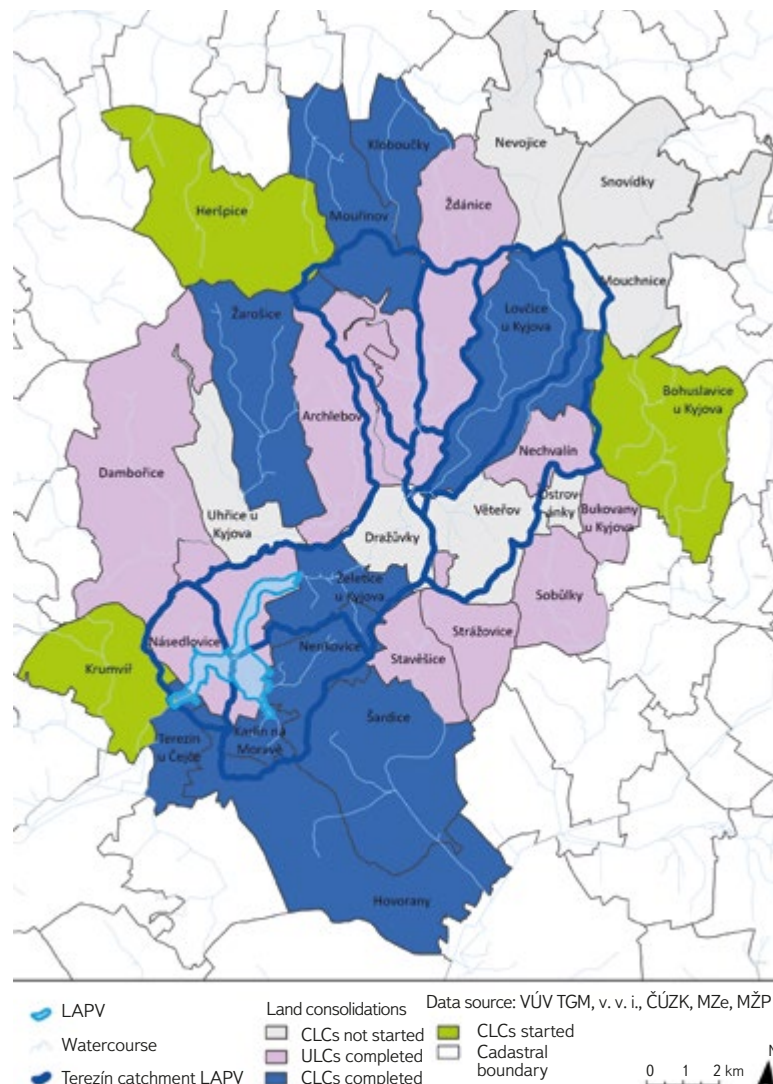 Kloboučky
Nevojice
Snovídky
Ždánice
Heršpice
Mouřinov
Mouchnice
Žarošice
Lovčice
u Kyjova
Bohuslavice
u Kyjova
Archlebov
Nechvalín
Dambořice
Ostrov-
ánky
Bukovany
u Kyjova
Uhřice u
Kyjova
Věteřov
Dražůvky
Želetice
u Kyjova
Sobůlky
Násedlovice
Nenkovice
Strážovice
Stavěšice
Krumvíř
Šardice
Terezín
u Čejče
Karlín na
Moravě
Hovorany
LAPV
Watercourse
Terezín catchment LAPV
Land consolidations
CLCs not started
ULCs completed
CLCs completed
Data source: VÚV TGM, v. v. i., ČÚZK, MZe, MŽP
CLCs started
Cadastral
boundary
N
0 1 2 km